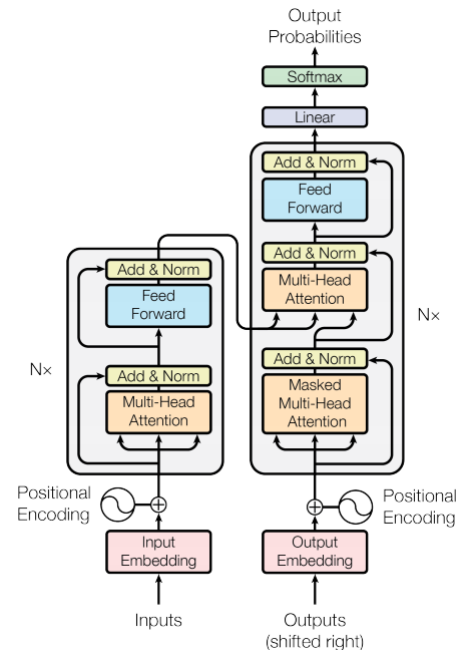 Output
Probabilities
Softmax
Linear
Add & Norm
Feed
Forward
Add & Norm
Multi-Head
Attention
Add & Norm
Masked
Multi-Head
Attention
N×
Add & Norm
Feed
Forward
Add & Norm
Multi-Head
Attention
N×
Positional
Encoding
Positional
Encoding
Input
Embedding
Output
Embedding
Inputs
Outputs
(shifted right)